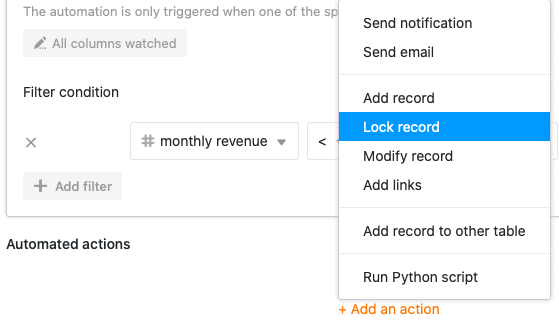 The automation is only triggered when one of the sp
All columns watched
Filter condition
monthly revenue
<
Add filter
Automated actions
Send notification
Send email
Add record
Lock record
Modify record
Add links
Add record to other table
Run Python script
+ Add an action